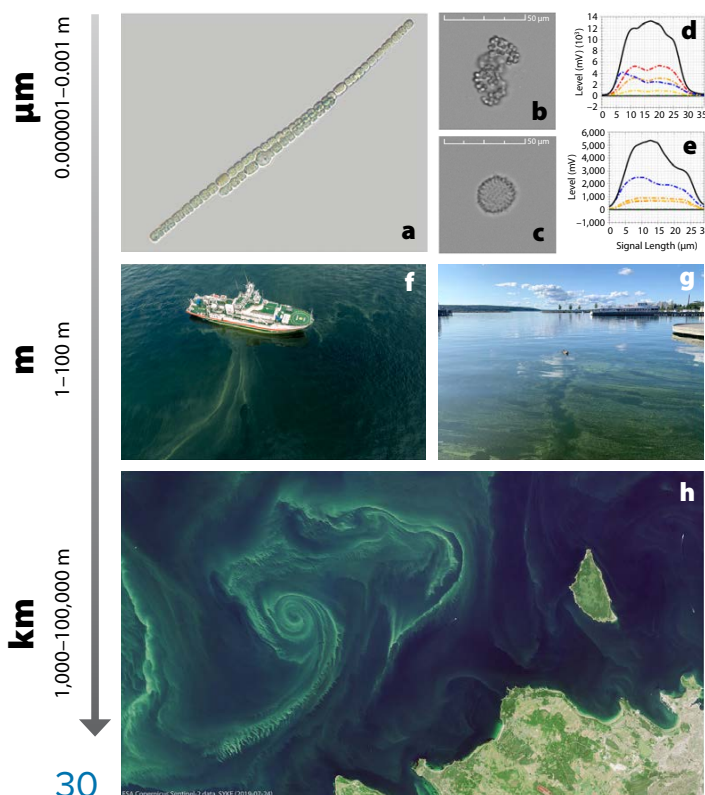 μm
0.000001–0.001 m
a
50 μm
b
50 μm
c
d
Level (mV) (10³)
14
12
10
8
6
4
2
0
−2
0 5 10 15 20 25 30 35
e
Level (mV)
6,000
5,000
4,000
3,000
2,000
1,000
0
−1,000
0 5 10 15 20 25 30
Signal Length (μm)
m
1–100 m
f
g
km
1,000–100,000 m
h
ESA Copernicus Sentinel-2 data, SYKE (2019-07-24)
30